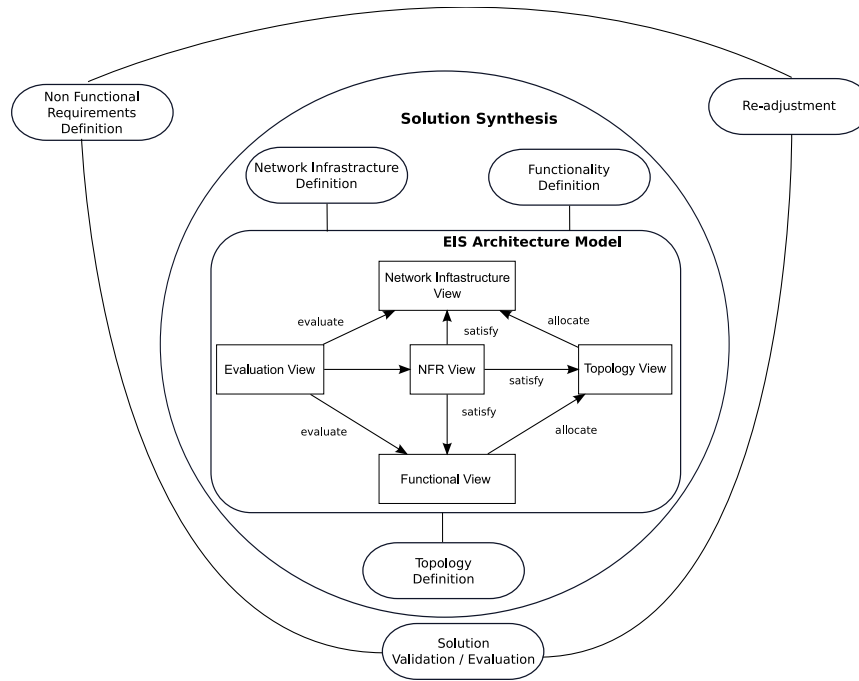 Non Functional
Requirements
Definition
Re-adjustment
Solution Synthesis
Network Infrastracture
Definition
Functionality
Definition
EIS Architecture Model
Network Inftastructure
View
evaluate
satisfy
allocate
Evaluation View
NFR View
satisfy
Topology View
satisfy
evaluate
allocate
Functional View
Topology
Definition
Solution
Validation / Evaluation